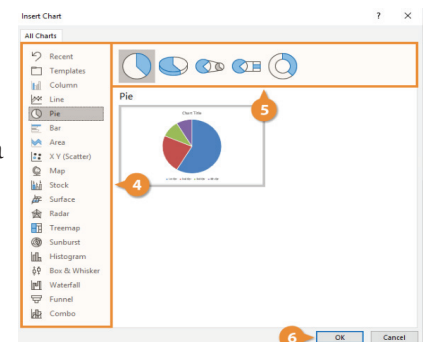 Insert Chart ? ×
All Charts
Recent
Templates
Column
Line
Pie
Bar
Area
X Y (Scatter)
Map
Stock
Surface
Radar
Treemap
Sunburst
Histogram
Box & Whisker
Waterfall
Funnel
Combo
5
Pie
Chart Title
4
6
OK Cancel